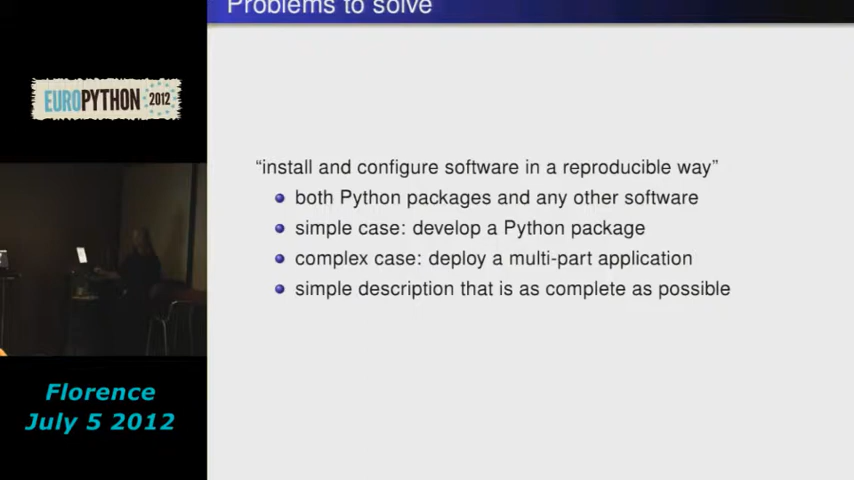 Problems to solve
EUROPYTHON 2012
"install and configure software in a reproducible way"
both Python packages and any other software
simple case: develop a Python package
complex case: deploy a multi-part application
simple description that is as complete as possible
Florence
July 5 2012